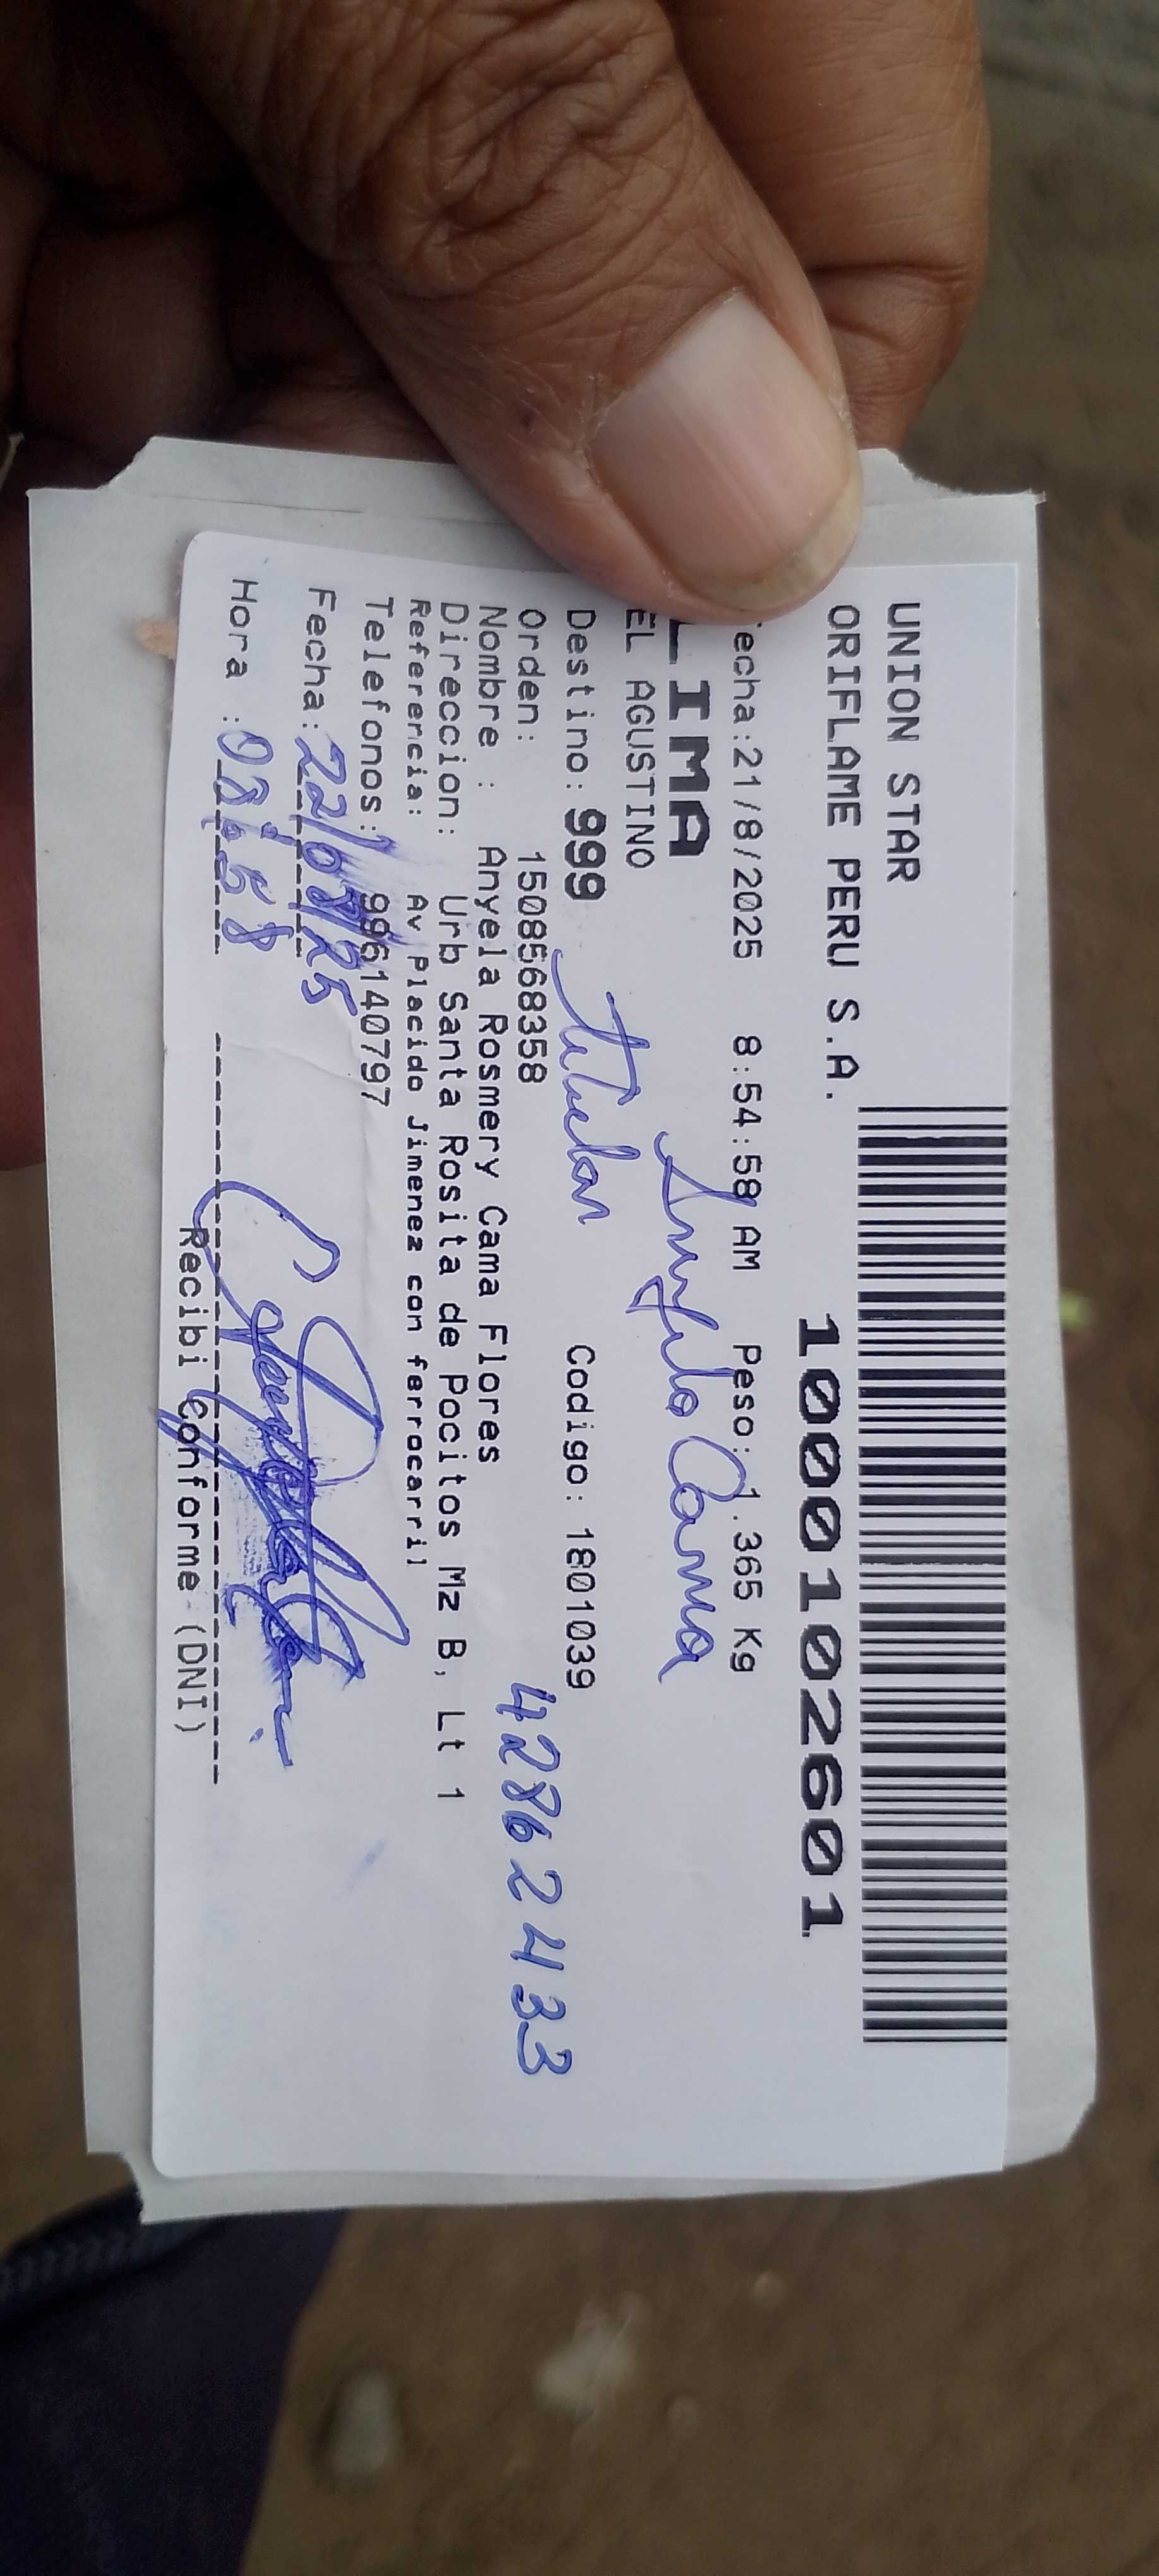 UNION STAR
ORIFLAME PERU S.A.
1000102601
echa:21/8/2025 8:54:58 AM Peso:1.365 Kg
LIMA
EL AGUSTINO
Cama
Destino:999 Codigo: 1801039
titular
Orden: 1508568358
42862433
Nombre : Anyela Rosmery Cama Flores
Direccion: Urb Santa Rosita de Pocitos Mz B, Lt 1
Referencia: Av Placido Jimenez con ferrocarril
Telefonos: 996140797
Fecha: 22/08/25
Hora : 08:58
Recibi Conforme (DNI)